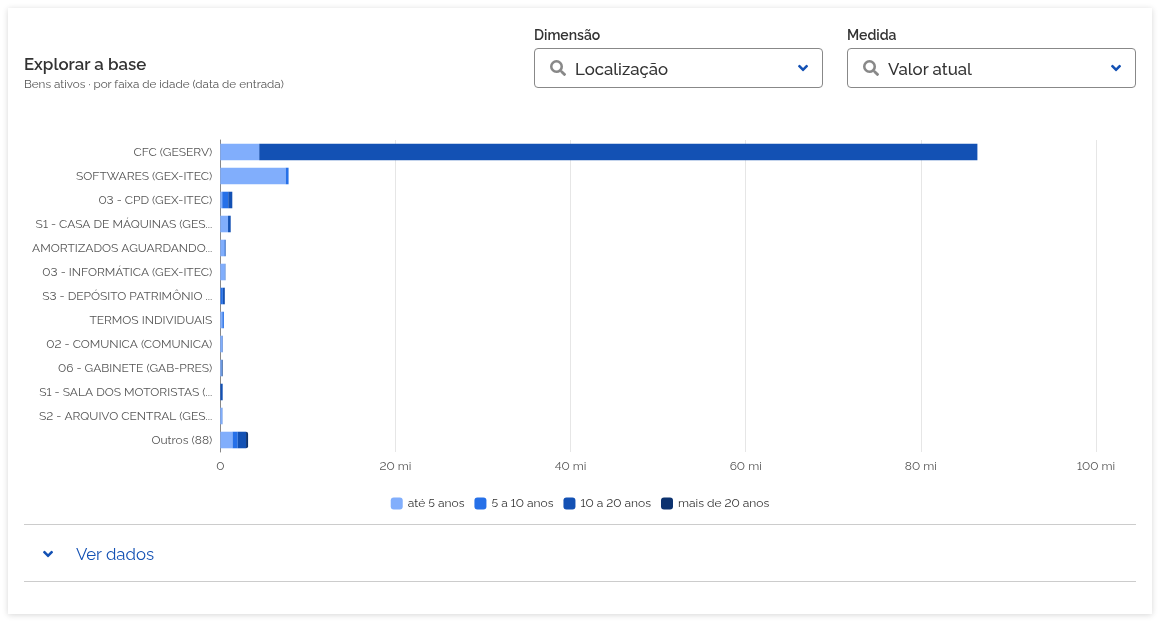 Explorar a base
Bens ativos · por faixa de idade (data de entrada)
Dimensão
Localização
Medida
Valor atual
CFC (GESERV)
SOFTWARES (GEX-ITEC)
03 - CPD (GEX-ITEC)
S1 - CASA DE MÁQUINAS (GES...
AMORTIZADOS AGUARDANDO...
03 - INFORMÁTICA (GEX-ITEC)
S3 - DEPÓSITO PATRIMÔNIO ...
TERMOS INDIVIDUAIS
02 - COMUNICA (COMUNICA)
06 - GABINETE (GAB-PRES)
S1 - SALA DOS MOTORISTAS (...
S2 - ARQUIVO CENTRAL (GES...
Outros (88)
0 20 mi 40 mi 60 mi 80 mi 100 mi
até 5 anos 5 a 10 anos 10 a 20 anos mais de 20 anos
Ver dados